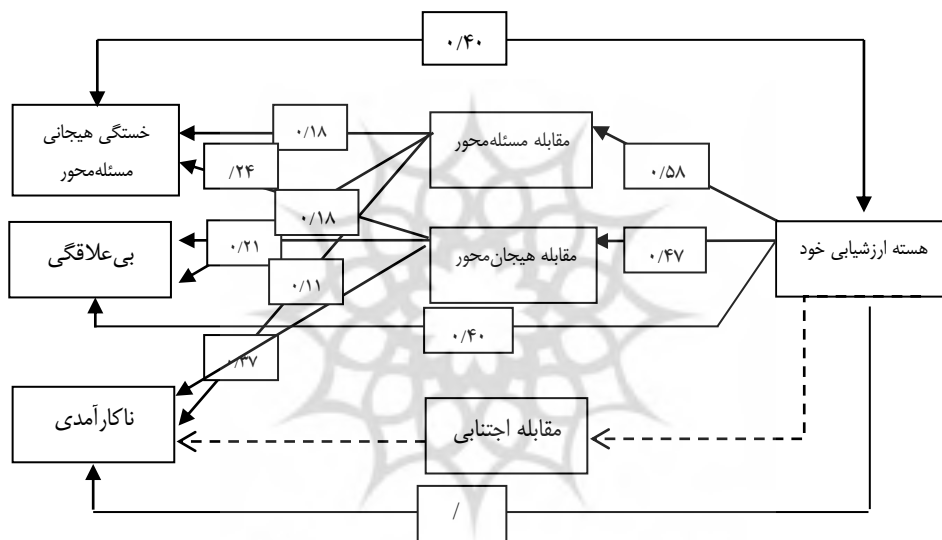 ۰/۴۰
خستگی هیجانی
مسئله‌محور
۰/۱۸
مقابله مسئله‌محور
/۲۴
۰/۵۸
۰/۱۸
بی‌علاقگی
۰/۲۱
مقابله هیجان‌محور
۰/۴۷
هسته ارزشیابی خود
۰/۱۱
۰/۴۰
۰/۳۷
ناکارآمدی
مقابله اجتنابی
/